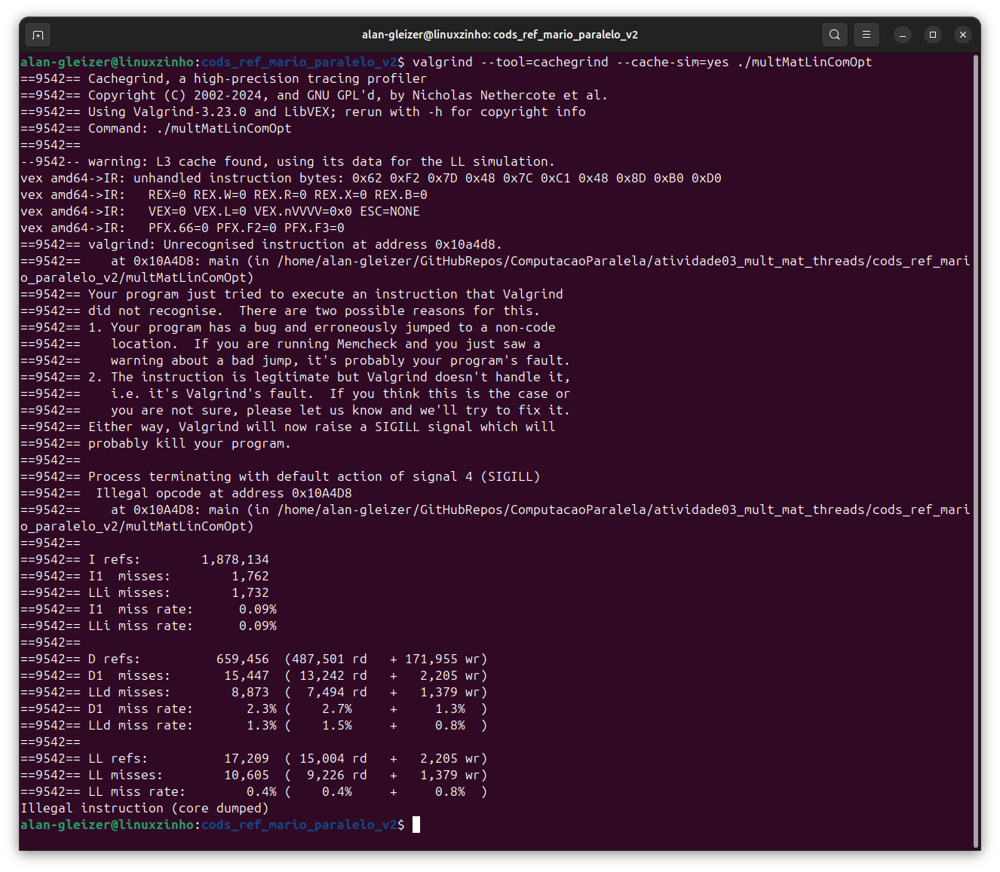 alan-gleizer@linuxzinho: cods_ref_mario_paralelo_v2
alan-gleizer@linuxzinho:cods_ref_mario_paralelo_v2$ valgrind --tool=cachegrind --cache-sim=yes ./multMatLinComOpt
==9542== Cachegrind, a high-precision tracing profiler
==9542== Copyright (C) 2002-2024, and GNU GPL'd, by Nicholas Nethercote et al.
==9542== Using Valgrind-3.23.0 and LibVEX; rerun with -h for copyright info
==9542== Command: ./multMatLinComOpt
==9542==
--9542-- warning: L3 cache found, using its data for the LL simulation.
vex amd64->IR: unhandled instruction bytes: 0x62 0xF2 0x7D 0x48 0x7C 0xC1 0x48 0x8D 0xB0 0xD0
vex amd64->IR:   REX=0 REX.W=0 REX.R=0 REX.X=0 REX.B=0
vex amd64->IR:   VEX=0 VEX.L=0 VEX.nVVVV=0x0 ESC=NONE
vex amd64->IR:   PFX.66=0 PFX.F2=0 PFX.F3=0
==9542== valgrind: Unrecognised instruction at address 0x10a4d8.
==9542==    at 0x10A4D8: main (in /home/alan-gleizer/GitHubRepos/ComputacaoParalela/atividade03_mult_mat_threads/cods_ref_mari
o_paralelo_v2/multMatLinComOpt)
==9542== Your program just tried to execute an instruction that Valgrind
==9542== did not recognise.  There are two possible reasons for this.
==9542== 1. Your program has a bug and erroneously jumped to a non-code
==9542==    location.  If you are running Memcheck and you just saw a
==9542==    warning about a bad jump, it's probably your program's fault.
==9542== 2. The instruction is legitimate but Valgrind doesn't handle it,
==9542==    i.e. it's Valgrind's fault.  If you think this is the case or
==9542==    you are not sure, please let us know and we'll try to fix it.
==9542== Either way, Valgrind will now raise a SIGILL signal which will
==9542== probably kill your program.
==9542==
==9542== Process terminating with default action of signal 4 (SIGILL)
==9542==  Illegal opcode at address 0x10A4D8
==9542==    at 0x10A4D8: main (in /home/alan-gleizer/GitHubRepos/ComputacaoParalela/atividade03_mult_mat_threads/cods_ref_mari
o_paralelo_v2/multMatLinComOpt)
==9542==
==9542== I refs:        1,878,134
==9542== I1  misses:        1,762
==9542== LLi misses:        1,732
==9542== I1  miss rate:      0.09%
==9542== LLi miss rate:      0.09%
==9542==
==9542== D refs:          659,456  (487,501 rd   + 171,955 wr)
==9542== D1  misses:       15,447  ( 13,242 rd   +   2,205 wr)
==9542== LLd misses:        8,873  (  7,494 rd   +   1,379 wr)
==9542== D1  miss rate:       2.3% (    2.7%     +     1.3%  )
==9542== LLd miss rate:       1.3% (    1.5%     +     0.8%  )
==9542==
==9542== LL refs:          17,209  ( 15,004 rd   +   2,205 wr)
==9542== LL misses:        10,605  (  9,226 rd   +   1,379 wr)
==9542== LL miss rate:        0.4% (    0.4%     +     0.8%  )
Illegal instruction (core dumped)
alan-gleizer@linuxzinho:cods_ref_mario_paralelo_v2$